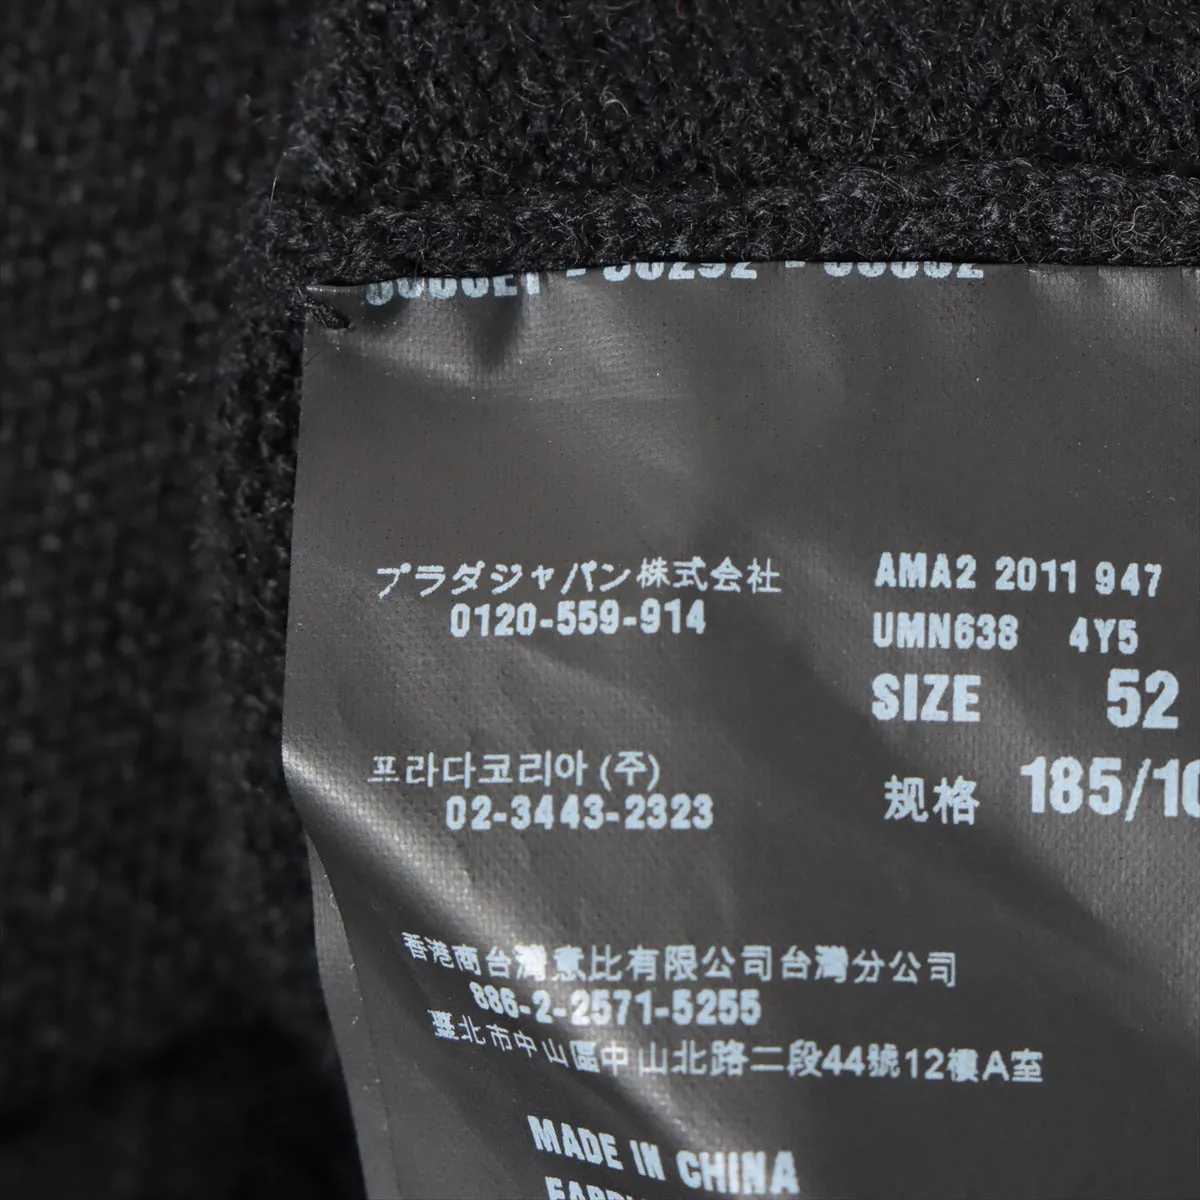 プラダジャパン株式会社
0120-559-914
AMA2 2011 947
UMN638 4Y5
SIZE 52
规格 185/10
프라다코리아 (주)
02-3443-2323
香港商台灣意比有限公司台灣分公司
886-2-2571-5255
臺北市中山區中山北路二段44號12樓A室
MADE IN CHINA